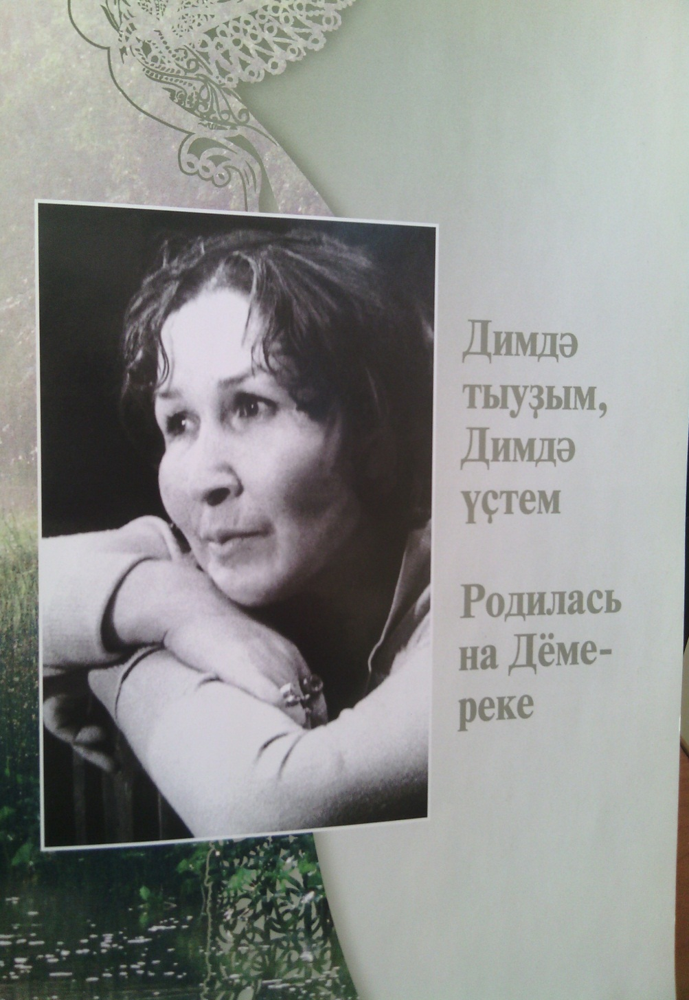 Димдә
тыуҙым,
Димдә
үҫтем
Родилась
на Дёме-
реке